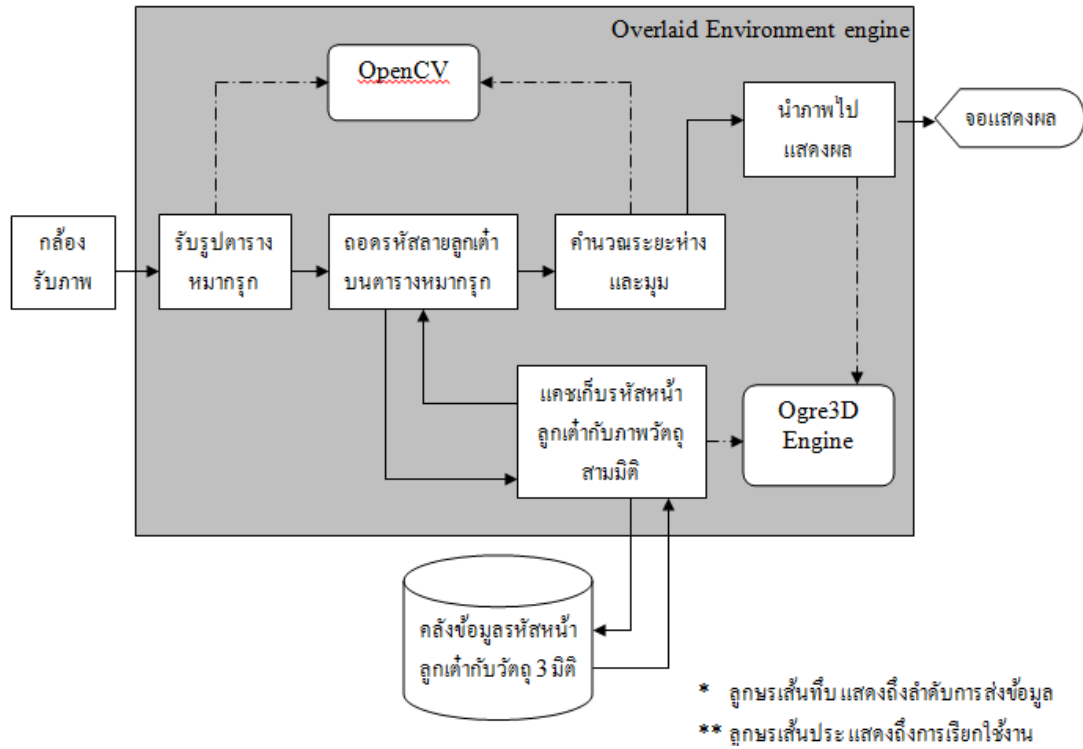 Overlaid Environment engine
OpenCV
นำภาพไป
แสดงผล
จอแสดงผล
กล้อง
รับภาพ
รับรูปตาราง
หมากรุก
ถอดรหัสลายลูกเต๋า
บนตารางหมากรุก
คำนวณระยะห่าง
และมุม
แคชเก็บรหัสหน้า
ลูกเต๋ากับภาพวัตถุ
สามมิติ
Ogre3D
Engine
คลังข้อมูลรหัสหน้า
ลูกเต๋ากับวัตถุ 3 มิติ
* ลูกษรเส้นทึบ แสดงถึงลำดับการส่งข้อมูล
** ลูกษรเส้นประ แสดงถึงการเรียกใช้งาน